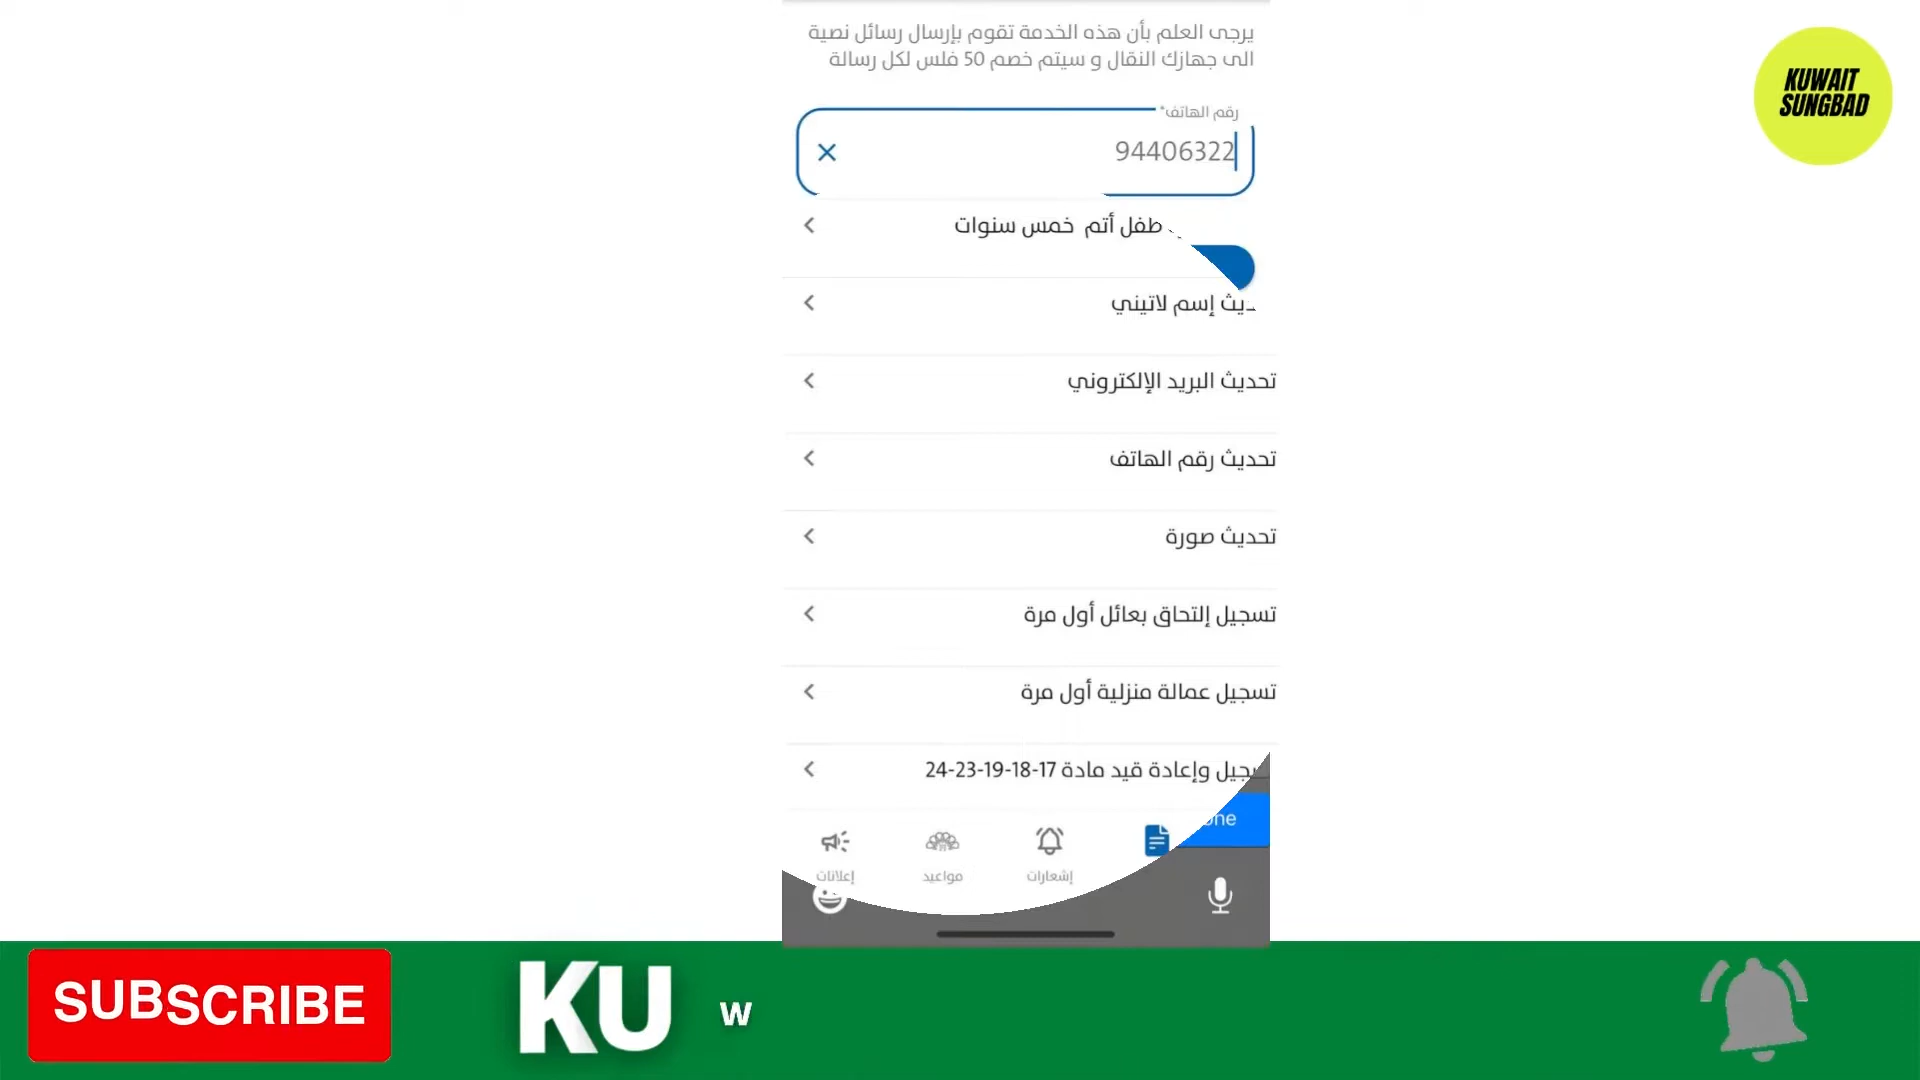 يرجى العلم بأن هذه الخدمة تقوم بإرسال رسائل نصية
الى جهازك النقال و سيتم خصم 50 فلس لكل رسالة
KUWAIT
SUNGBAD
رقم الهاتف*
94406322
طفل أتم خمس سنوات
إسم لاتيني
تحديث البريد الإلكتروني
تحديث رقم الهاتف
تحديث صورة
تسجيل إلتحاق بعائل أول مرة
تسجيل عمالة منزلية أول مرة
وإعادة قيد مادة 17-18-19-23-24
إشعارات
مواعيد
إعلانات
SUBSCRIBE
KU
W